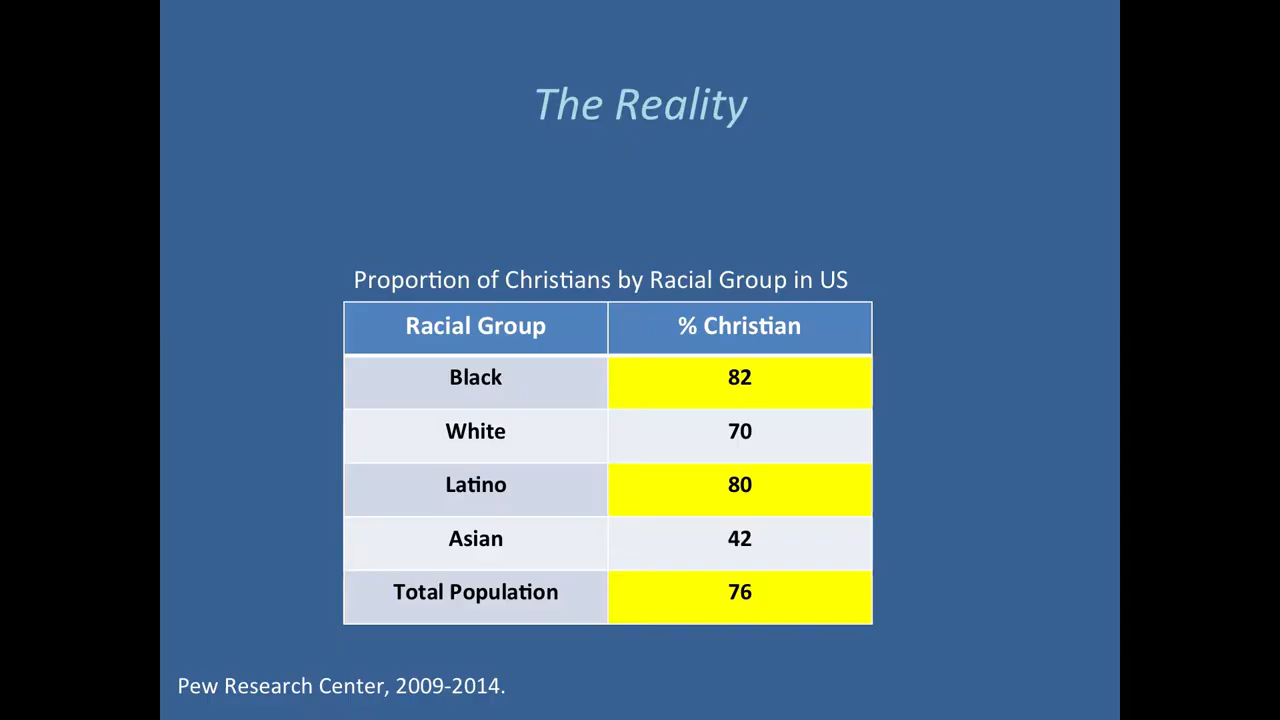 The Reality
Proportion of Christians by Racial Group in US
Racial Group % Christian
Black 82
White 70
Latino 80
Asian 42
Total Population 76
Pew Research Center, 2009-2014.